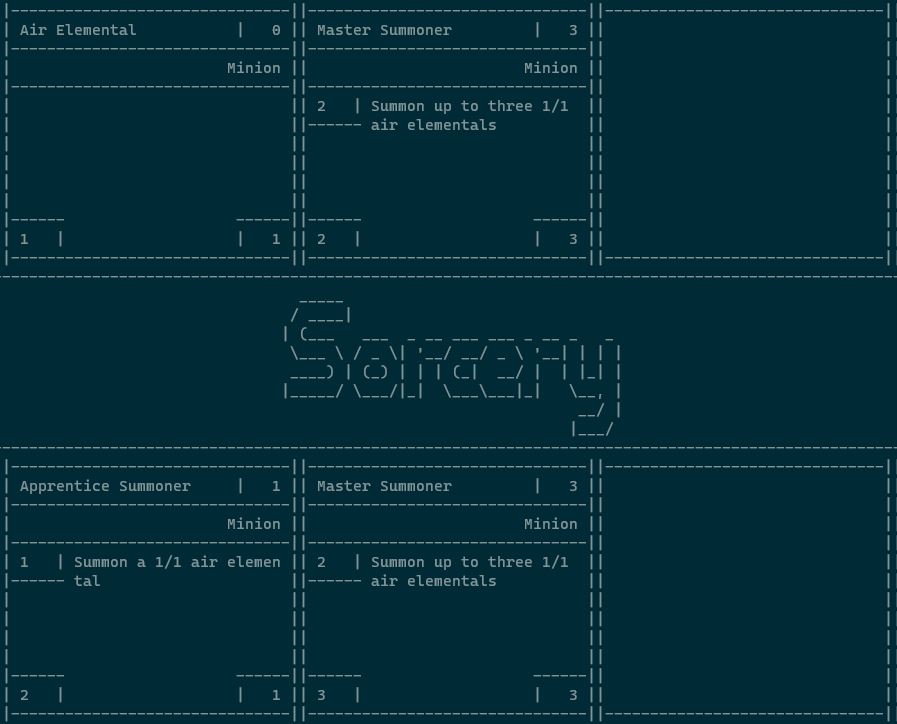 Air Elemental | 0 Master Summoner | 3
Minion Minion
2 | Summon up to three 1/1
air elementals
1 | | 1 2 | | 3
Sorcery
Apprentice Summoner | 1 Master Summoner | 3
Minion Minion
1 | Summon a 1/1 air elemen 2 | Summon up to three 1/1
tal air elementals
2 | | 1 3 | | 3